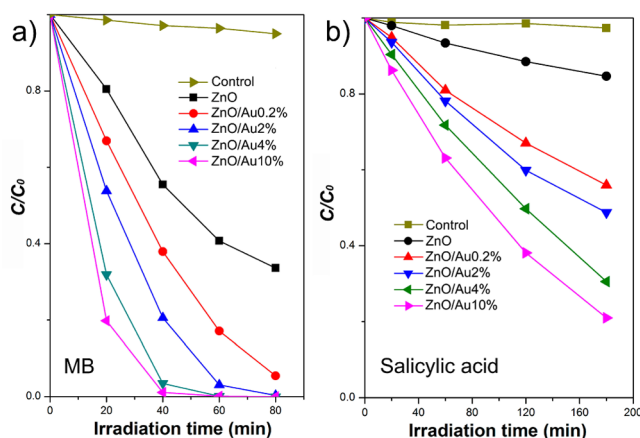 a)
C/C0
0.8
0.4
0.0
Control
ZnO
ZnO/Au0.2%
ZnO/Au2%
ZnO/Au4%
ZnO/Au10%
MB
0 20 40 60 80
Irradiation time (min)
b)
C/C0
0.8
0.4
0.0
Control
ZnO
ZnO/Au0.2%
ZnO/Au2%
ZnO/Au4%
ZnO/Au10%
Salicylic acid
0 40 80 120 160 200
Irradiation time (min)